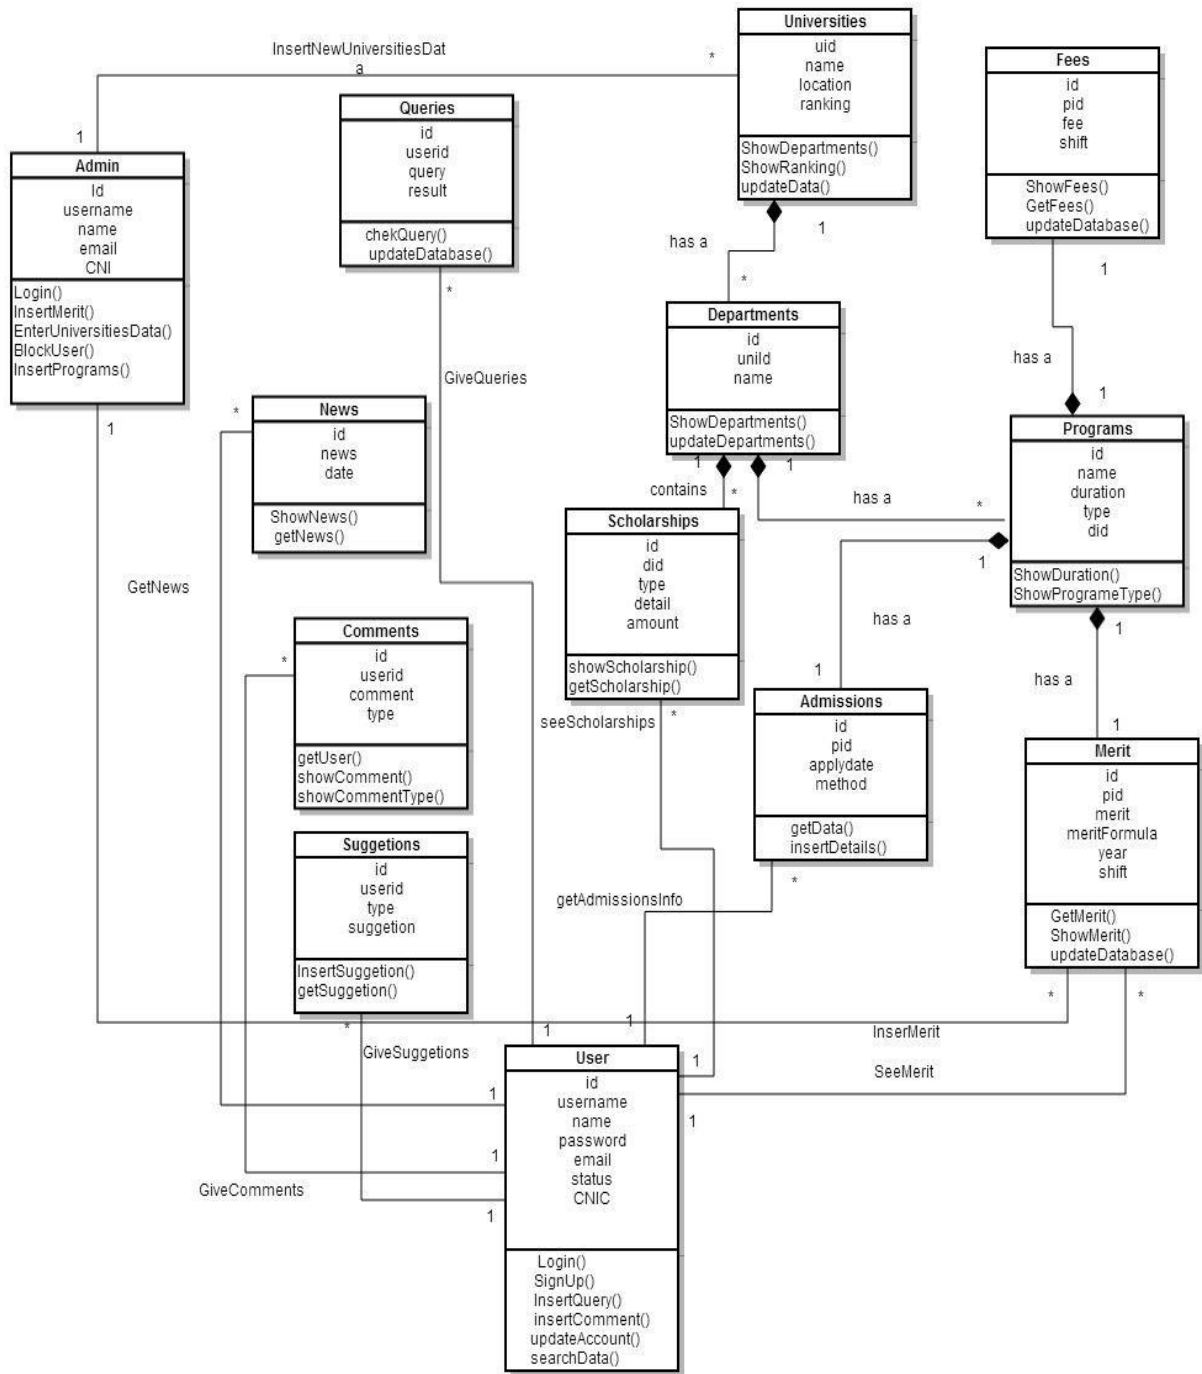 Universities
uid
name
location
ranking
ShowDepartments()
ShowRanking()
updateData()
1
InsertNewUniversitiesDat
a
*
1
Fees
id
pid
fee
shift
ShowFees()
GetFees()
updateDatabase()
1
Queries
id
userid
query
result
chekQuery()
updateDatabase()
*
Admin
Id
username
name
email
CNI
Login()
InsertMerit()
EnterUniversitiesData()
BlockUser()
InsertPrograms()
1
has a
*
Departments
id
unild
name
ShowDepartments()
updateDepartments()
1
1
has a
1
GiveQueries
News
id
news
date
ShowNews()
getNews()
*
Programs
id
name
duration
type
did
ShowDuration()
ShowProgrameType()
1
1
contains
*
has a
*
Scholarships
id
did
type
detail
amount
showScholarship()
getScholarship()
*
GetNews
has a
1
Comments
id
userid
comment
type
getUser()
showComment()
showCommentType()
*
seeScholarships
Admissions
id
pid
applydate
method
getData()
insertDetails()
*
has a
1
Merit
id
pid
merit
meritFormula
year
shift
GetMerit()
ShowMerit()
updateDatabase()
*
*
Suggetions
id
userid
type
suggetion
InsertSuggetion()
getSuggetion()
*
getAdmissionsInfo
InserMerit
SeeMerit
GiveSuggetions
GiveComments
1
1
1
1
1
1
1
User
id
username
name
password
email
status
CNIC
Login()
SignUp()
InsertQuery()
insertComment()
updateAccount()
searchData()